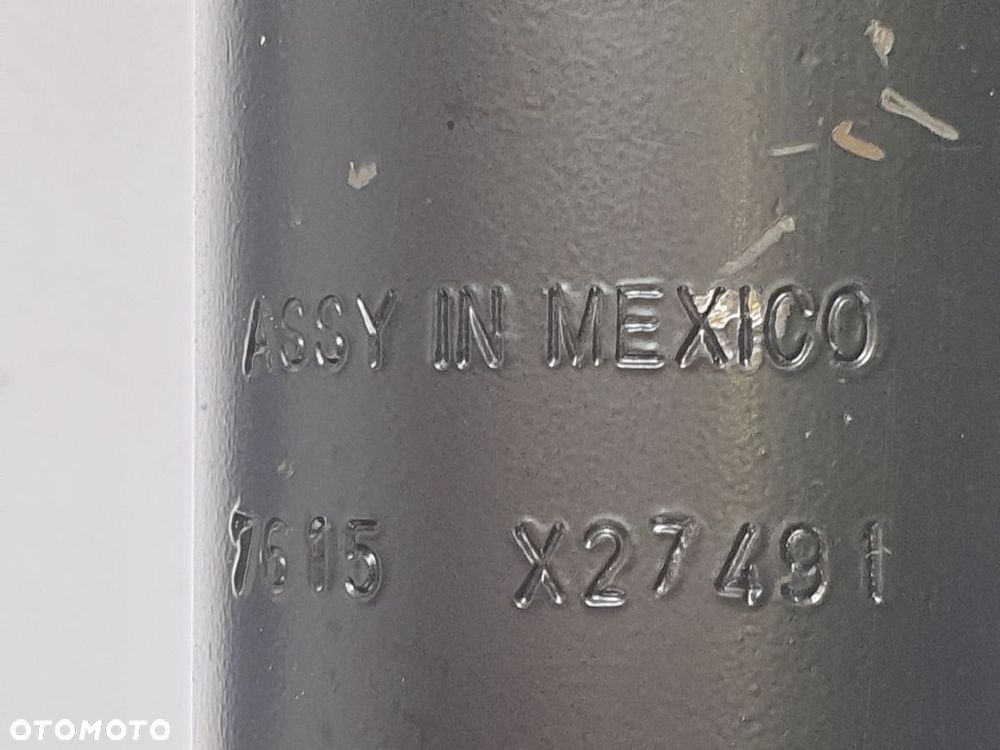 ASSY IN MEXICO
7615 X27491
OTOMOTO